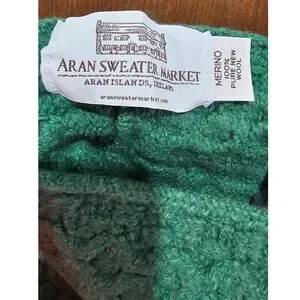 ARAN SWEATER MARKET
ARAN ISLANDS, IRELAND
aransweatermarket.com
MERINO
100%
PURE NEW
WOOL